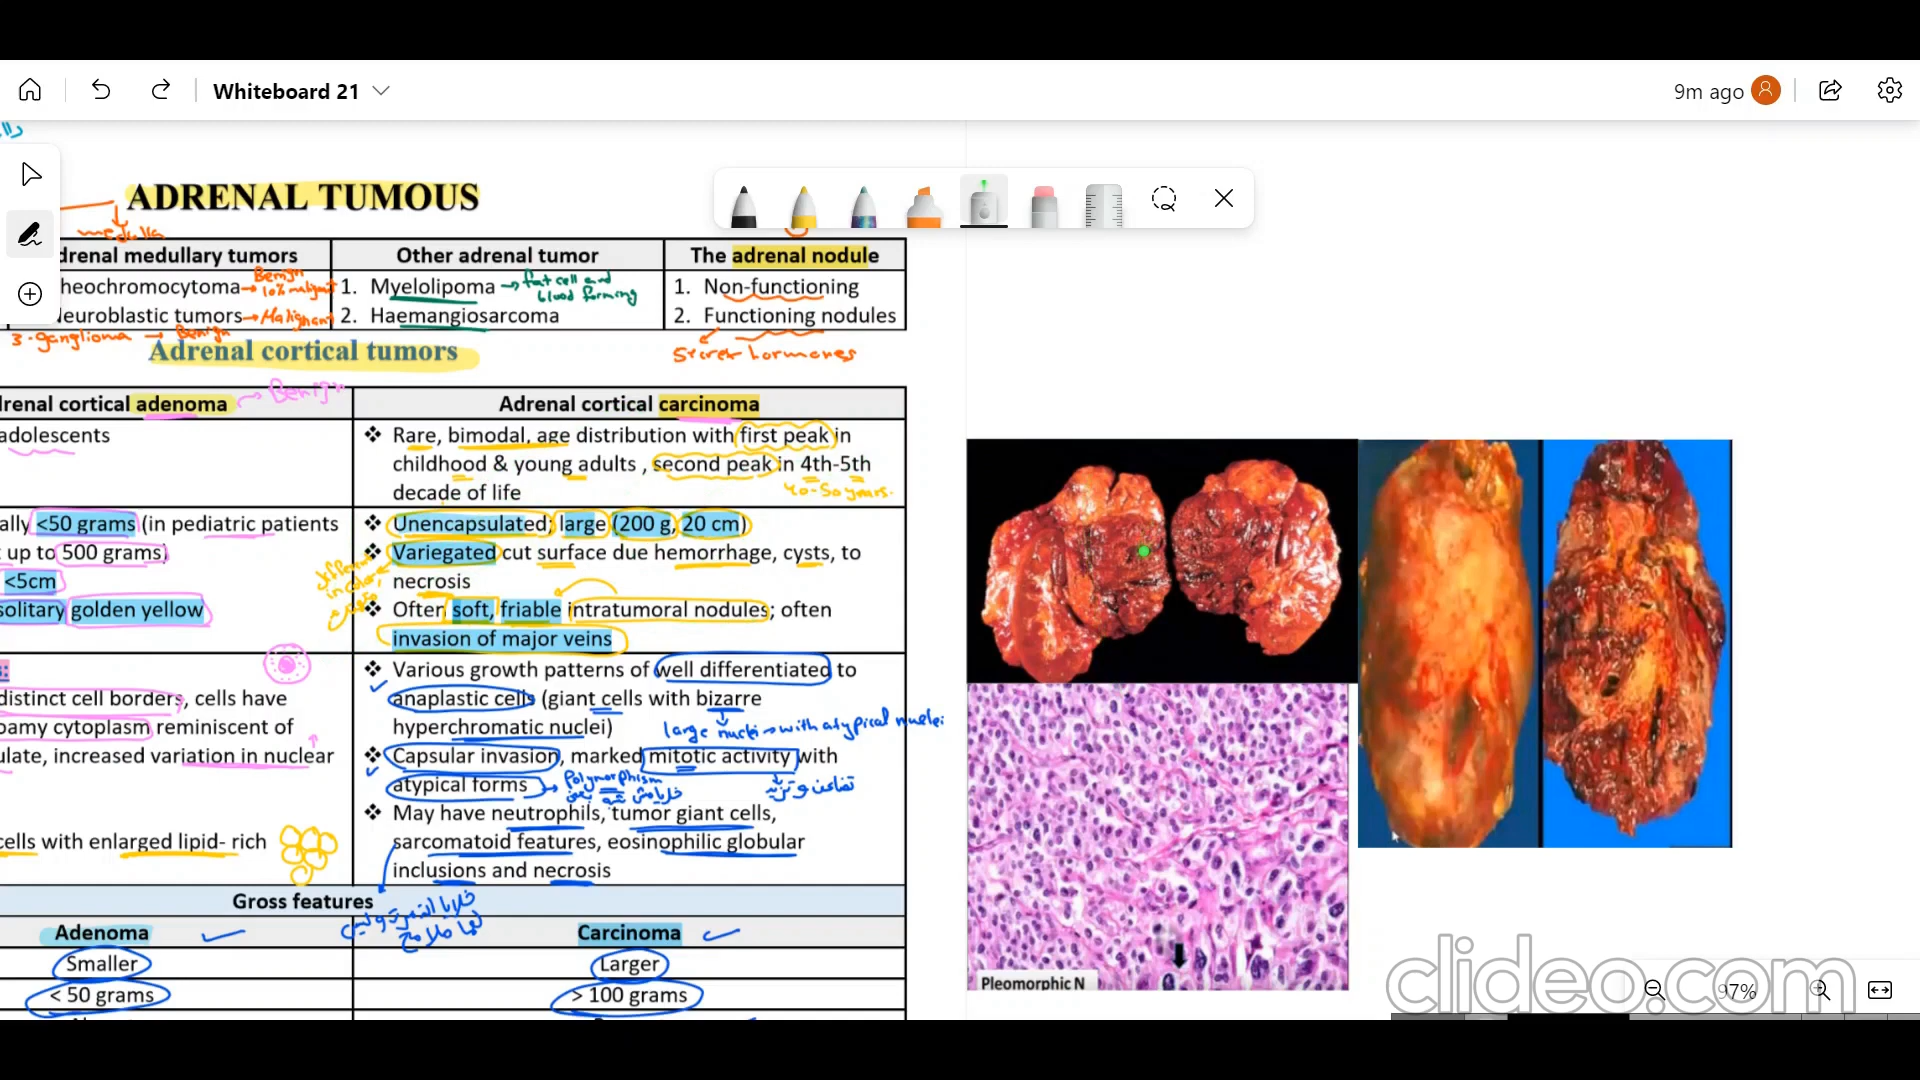 Whiteboard 21
9m ago
ADRENAL TUMOUS
medulla
drenal medullary tumors
Other adrenal tumor
The adrenal nodule
heochromocytoma → Benign 10% malignant
1. Myelolipoma → fat cell and blood forming
1. Non-functioning
euroblastic tumors → Malignant
2. Haemangiosarcoma
2. Functioning nodules
3-ganglioma → Benign
Secret hormones
Adrenal cortical tumors
drenal cortical adenoma → Benign
Adrenal cortical carcinoma
adolescents
❖ Rare, bimodal, age distribution with first peak in
childhood & young adults , second peak in 4th-5th
40-50 years.
decade of life
ally <50 grams (in pediatric patients
up to 500 grams)
<5cm
solitary golden yellow
❖ Unencapsulated; large (200 g, 20 cm)
❖ Variegated cut surface due hemorrhage, cysts, to
necrosis
❖ Often soft, friable intratumoral nodules; often
invasion of major veins
s:
distinct cell borders, cells have
oamy cytoplasm reminiscent of
ulate, increased variation in nuclear
cells with enlarged lipid- rich
❖ Various growth patterns of well differentiated to
anaplastic cells (giant cells with bizarre
hyperchromatic nuclei)
large nuclei with atypical nuclei
❖ Capsular invasion, marked mitotic activity with
atypical forms → Polymorphism
❖ May have neutrophils, tumor giant cells,
sarcomatoid features, eosinophilic globular
inclusions and necrosis
Gross features
Adenoma
Carcinoma
Smaller
Larger
< 50 grams
> 100 grams
Pleomorphic N
clideo.com
97%